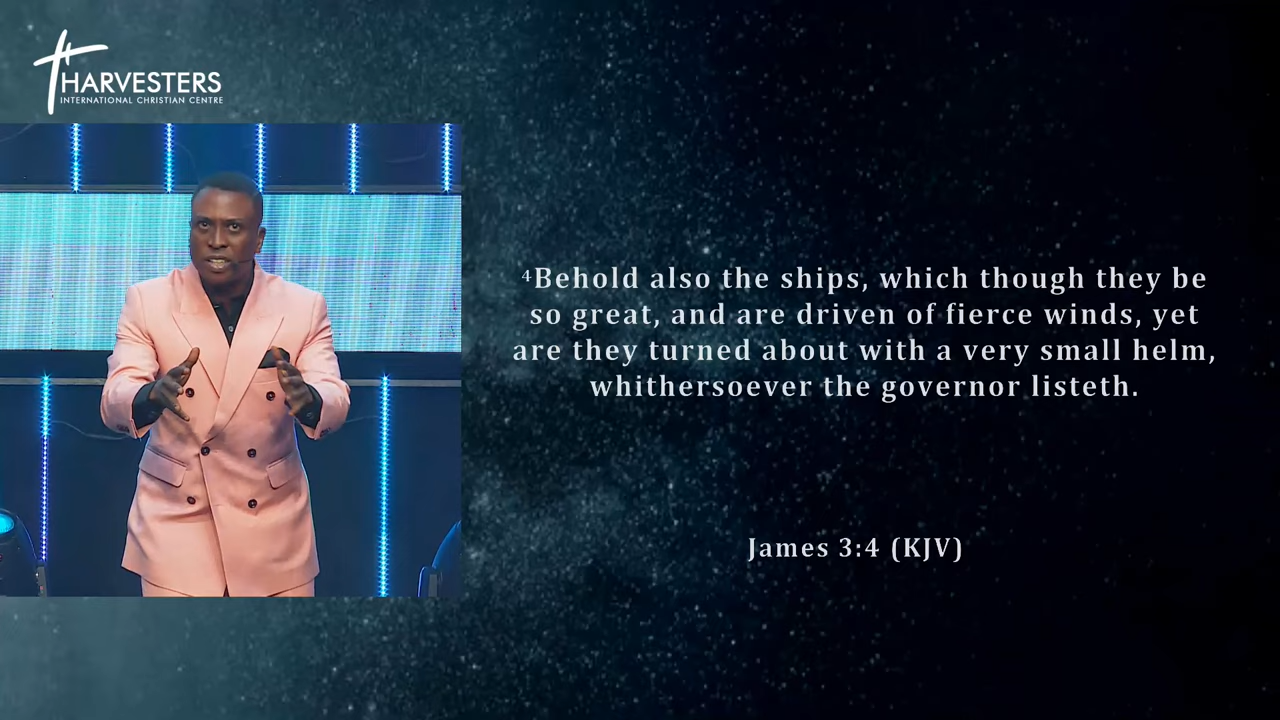 HARVESTERS
INTERNATIONAL CHRISTIAN CENTRE
⁴Behold also the ships, which though they be
so great, and are driven of fierce winds, yet
are they turned about with a very small helm,
whithersoever the governor listeth.
James 3:4 (KJV)